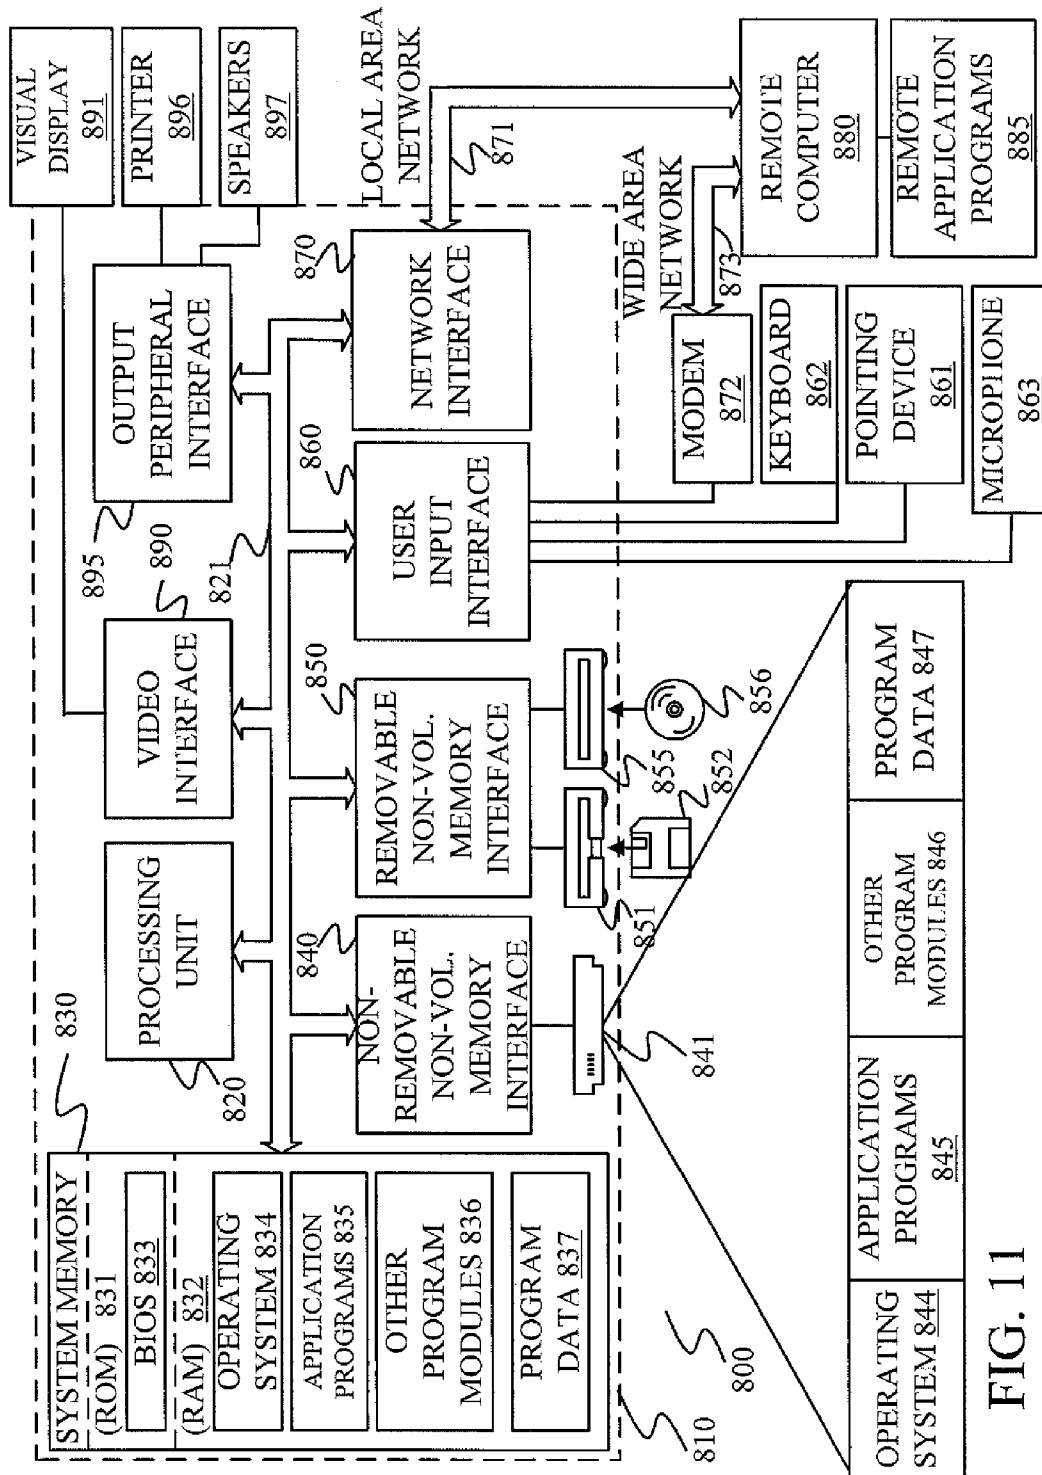 SYSTEM MEMORY
(ROM) 831
BIOS 833
(RAM) 832
OPERATING
SYSTEM 834
APPLICATION
PROGRAMS 835
OTHER
PROGRAM
MODULES 836
PROGRAM
DATA 837
810
830
PROCESSING
UNIT
820
VIDEO
INTERFACE
890
821
OUTPUT
PERIPHERAL
INTERFACE
895
VISUAL
DISPLAY
891
PRINTER
896
SPEAKERS
897
NON-
REMOVABLE
NON-VOL.
MEMORY
INTERFACE
840
REMOVABLE
NON-VOL.
MEMORY
INTERFACE
850
USER
INPUT
INTERFACE
860
NETWORK
INTERFACE
870
LOCAL AREA
NETWORK
871
841
851
852
855
856
WIDE AREA
NETWORK
873
MODEM
872
KEYBOARD
862
POINTING
DEVICE
861
MICROPHONE
863
REMOTE
COMPUTER
880
REMOTE
APPLICATION
PROGRAMS
885
800
OPERATING
SYSTEM 844
APPLICATION
PROGRAMS
845
OTHER
PROGRAM
MODULES 846
PROGRAM
DATA 847
FIG. 11